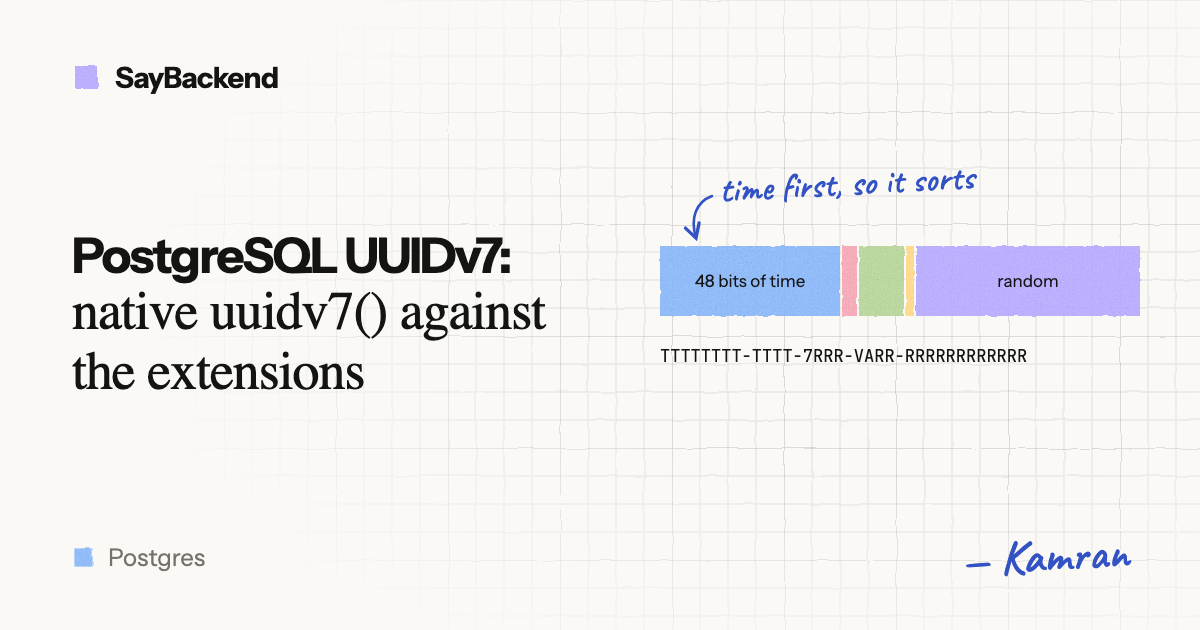 SayBackend
PostgreSQL UUIDv7:
native uuidv7() against
the extensions
time first, so it sorts
48 bits of time
random
TTTTTTTT-TTTT-7RRR-VARR-RRRRRRRRRRRR
Postgres
— Kamran